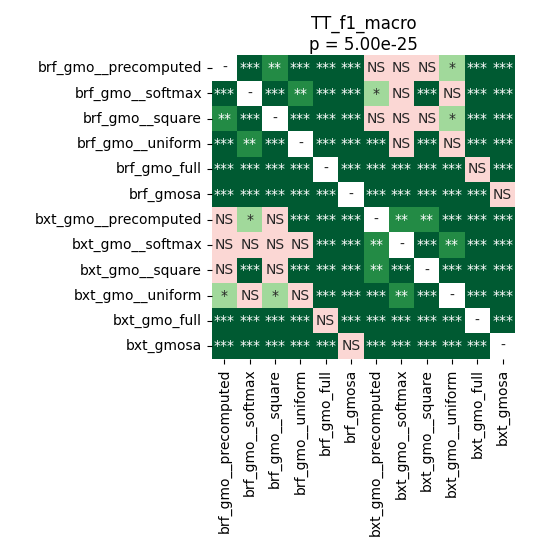 TT_f1_macro
p = 5.00e-25
brf_gmo__precomputed - *** ** *** *** *** NS NS NS * *** ***
brf_gmo__softmax *** - *** ** *** *** * NS *** NS *** ***
brf_gmo__square ** *** - *** *** *** NS NS NS * *** ***
brf_gmo__uniform *** ** *** - *** *** *** NS *** NS *** ***
brf_gmo_full *** *** *** *** - *** *** *** *** *** NS ***
brf_gmosa *** *** *** *** *** - *** *** *** *** *** NS
bxt_gmo__precomputed NS * NS *** *** *** - ** ** *** *** ***
bxt_gmo__softmax NS NS NS NS *** *** ** - *** ** *** ***
bxt_gmo__square NS *** NS *** *** *** ** *** - *** *** ***
bxt_gmo__uniform * NS * NS *** *** *** ** *** - *** ***
bxt_gmo_full *** *** *** *** NS *** *** *** *** *** - ***
bxt_gmosa *** *** *** *** *** NS *** *** *** *** *** -
brf_gmo__precomputed
brf_gmo__softmax
brf_gmo__square
brf_gmo__uniform
brf_gmo_full
brf_gmosa
bxt_gmo__precomputed
bxt_gmo__softmax
bxt_gmo__square
bxt_gmo__uniform
bxt_gmo_full
bxt_gmosa